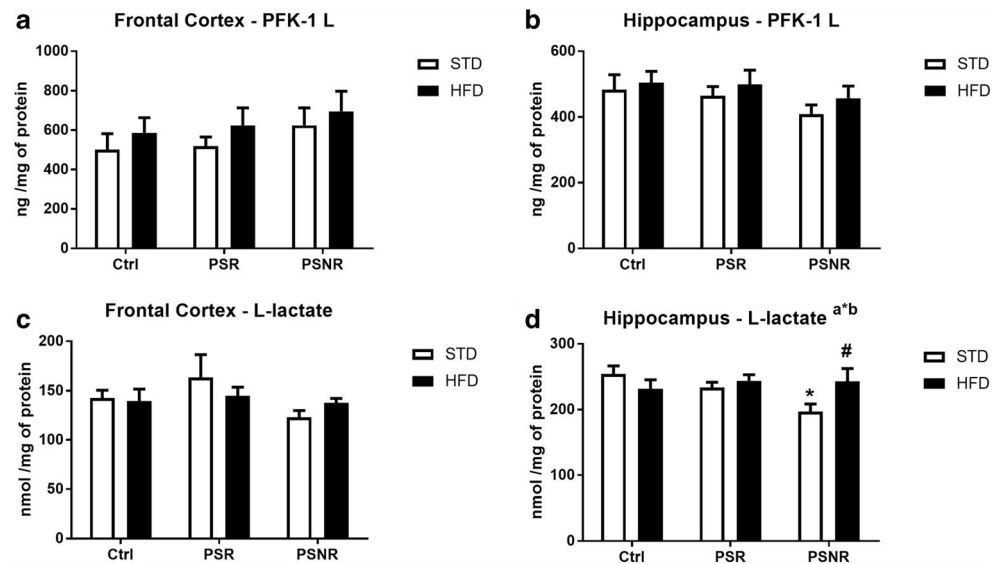 a
Frontal Cortex - PFK-1 L
1000
800
600
400
200
0
ng /mg of protein
Ctrl
PSR
PSNR
STD
HFD
b
Hippocampus - PFK-1 L
600
400
200
0
ng /mg of protein
Ctrl
PSR
PSNR
STD
HFD
c
Frontal Cortex - L-lactate
200
150
100
50
0
nmol /mg of protein
Ctrl
PSR
PSNR
STD
HFD
d
Hippocampus - L-lactate a*b
300
200
100
0
nmol /mg of protein
*
#
Ctrl
PSR
PSNR
STD
HFD